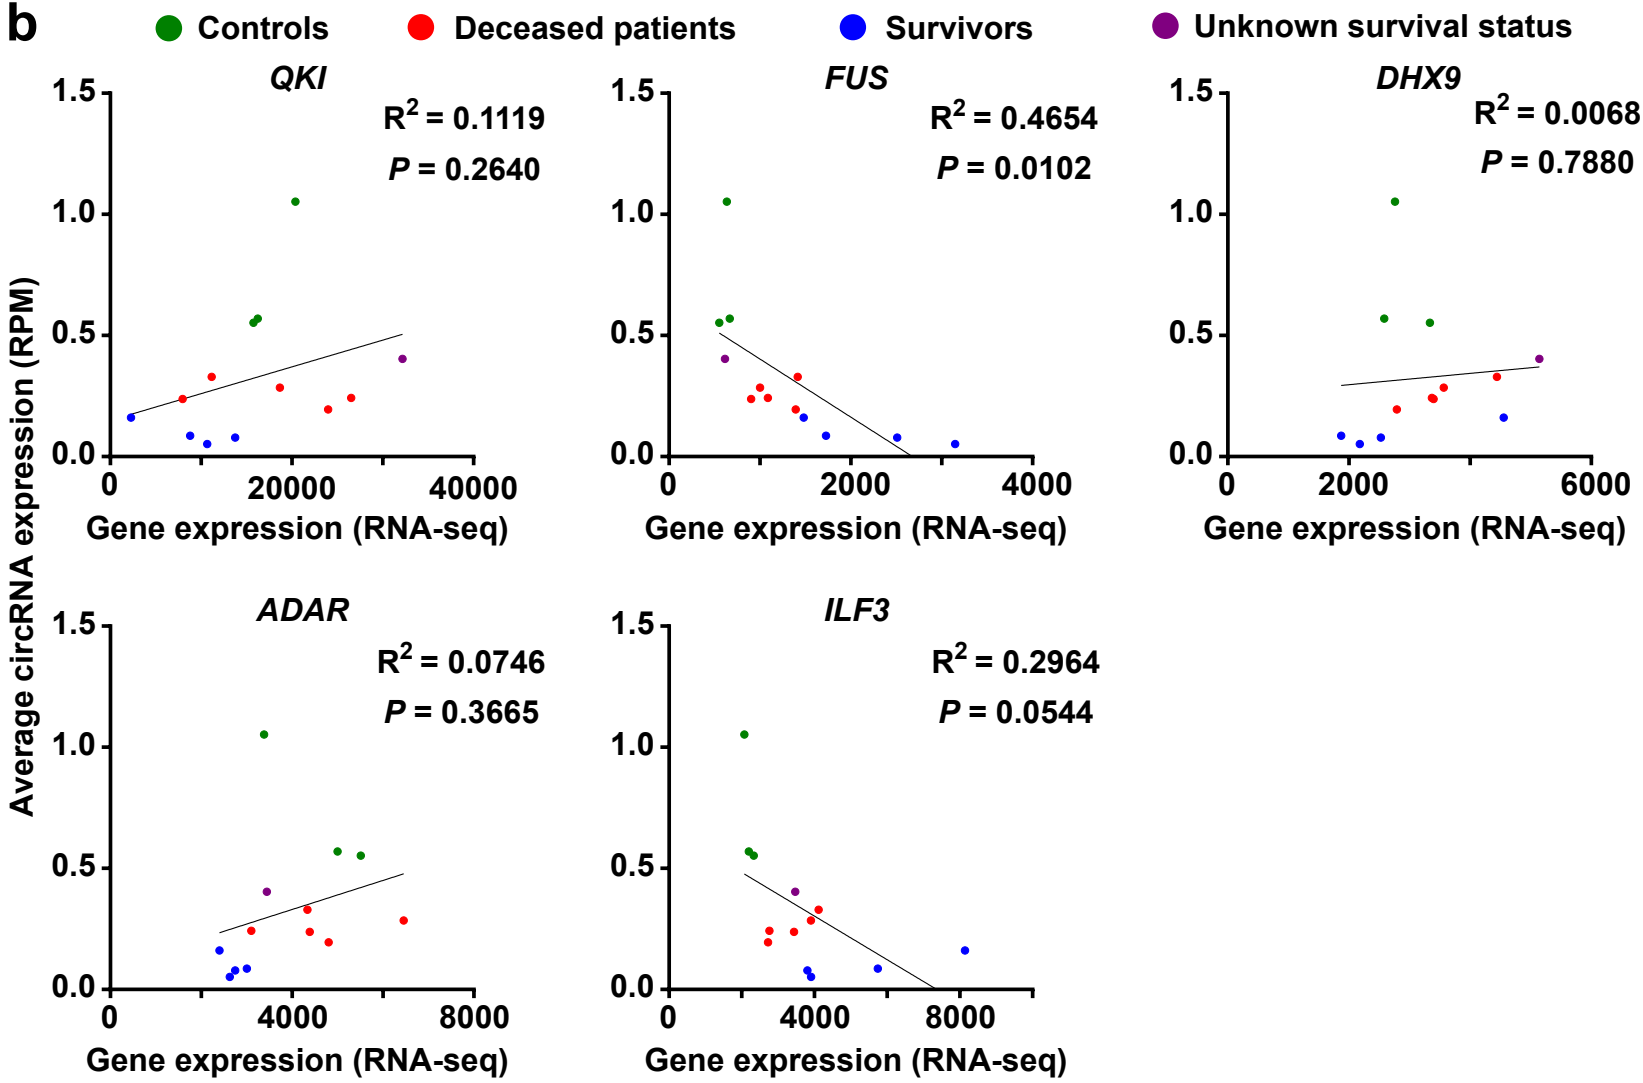 b
Controls
Deceased patients
Survivors
Unknown survival status
Average circRNA expression (RPM)
QKI
R² = 0.1119
P = 0.2640
1.5
1.0
0.5
0.0
0
20000
40000
Gene expression (RNA-seq)
FUS
R² = 0.4654
P = 0.0102
1.5
1.0
0.5
0.0
0
2000
4000
Gene expression (RNA-seq)
DHX9
R² = 0.0068
P = 0.7880
1.5
1.0
0.5
0.0
0
2000
6000
Gene expression (RNA-seq)
ADAR
R² = 0.0746
P = 0.3665
1.5
1.0
0.5
0.0
0
4000
8000
Gene expression (RNA-seq)
ILF3
R² = 0.2964
P = 0.0544
1.5
1.0
0.5
0.0
0
4000
8000
Gene expression (RNA-seq)